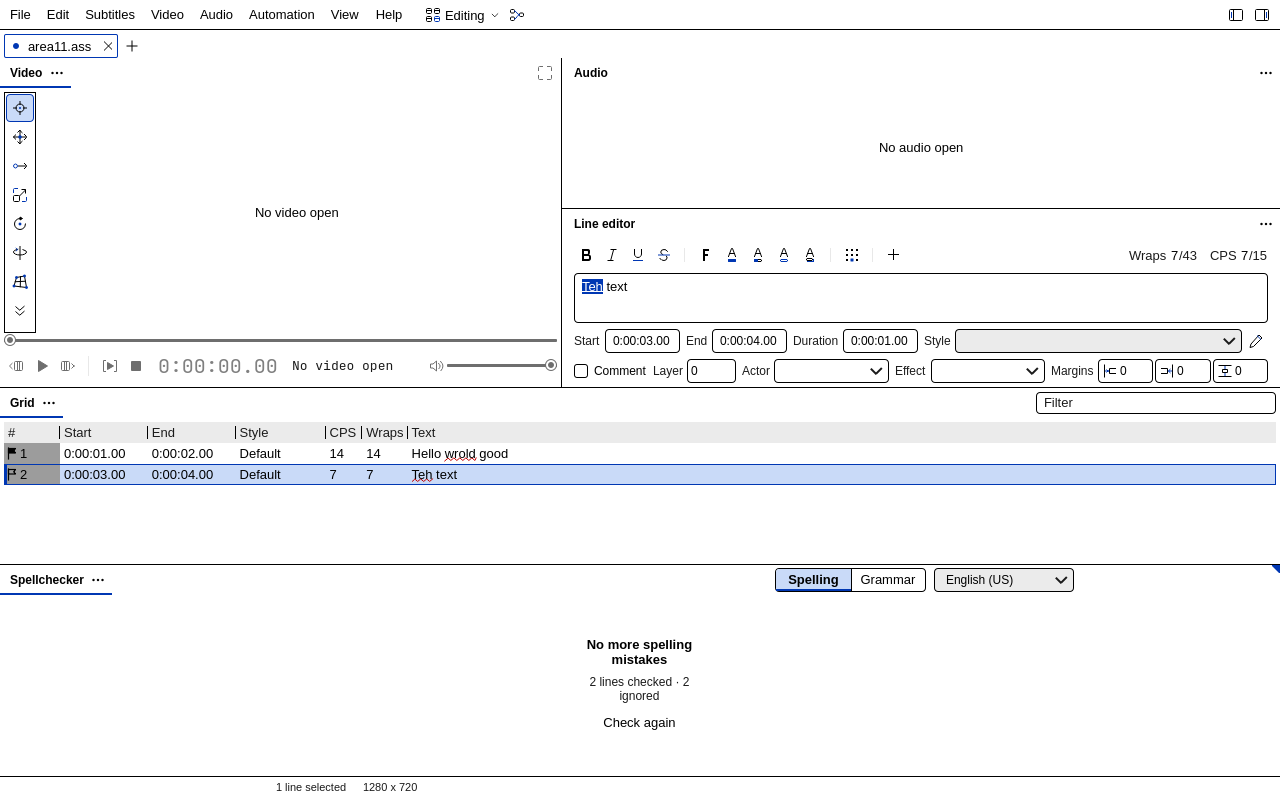 File Edit Subtitles Video Audio Automation View Help Editing
area11.ass
Video
No video open
0:00:00.00 No video open
Audio
No audio open
Line editor
B I U S F A A A A Wraps 7/43 CPS 7/15
Teh text
Start 0:00:03.00 End 0:00:04.00 Duration 0:00:01.00 Style
Comment Layer 0 Actor Effect Margins 0 0 0
Grid Filter
# Start End Style CPS Wraps Text
1 0:00:01.00 0:00:02.00 Default 14 14 Hello wrold good
2 0:00:03.00 0:00:04.00 Default 7 7 Teh text
Spellchecker Spelling Grammar English (US)
No more spelling
mistakes
2 lines checked · 2
ignored
Check again
1 line selected 1280 x 720